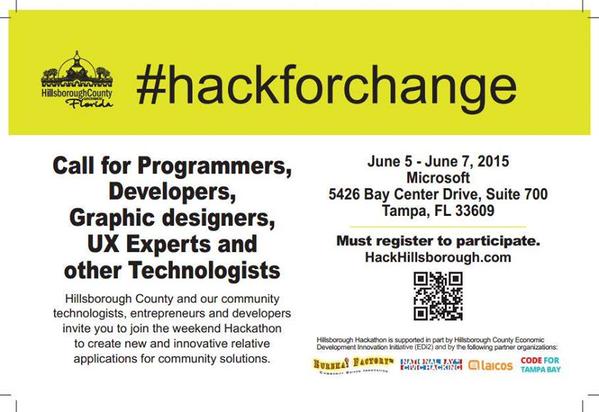 HillsboroughCounty
Florida
#hackforchange
Call for Programmers,
Developers,
Graphic designers,
UX Experts and
other Technologists
Hillsborough County and our community
technologists, entrepreneurs and developers
invite you to join the weekend Hackathon
to create new and innovative relative
applications for community solutions.
June 5 - June 7, 2015
Microsoft
5426 Bay Center Drive, Suite 700
Tampa, FL 33609
Must register to participate.
HackHillsborough.com
Hillsborough Hackathon is supported in part by Hillsborough County Economic
Development Innovation Initiative (EDI2) and by the following partner organizations:
EUREKA! FACTORY
NATIONAL DAY OF
CIVIC HACKING
laicos
CODE FOR
TAMPA BAY